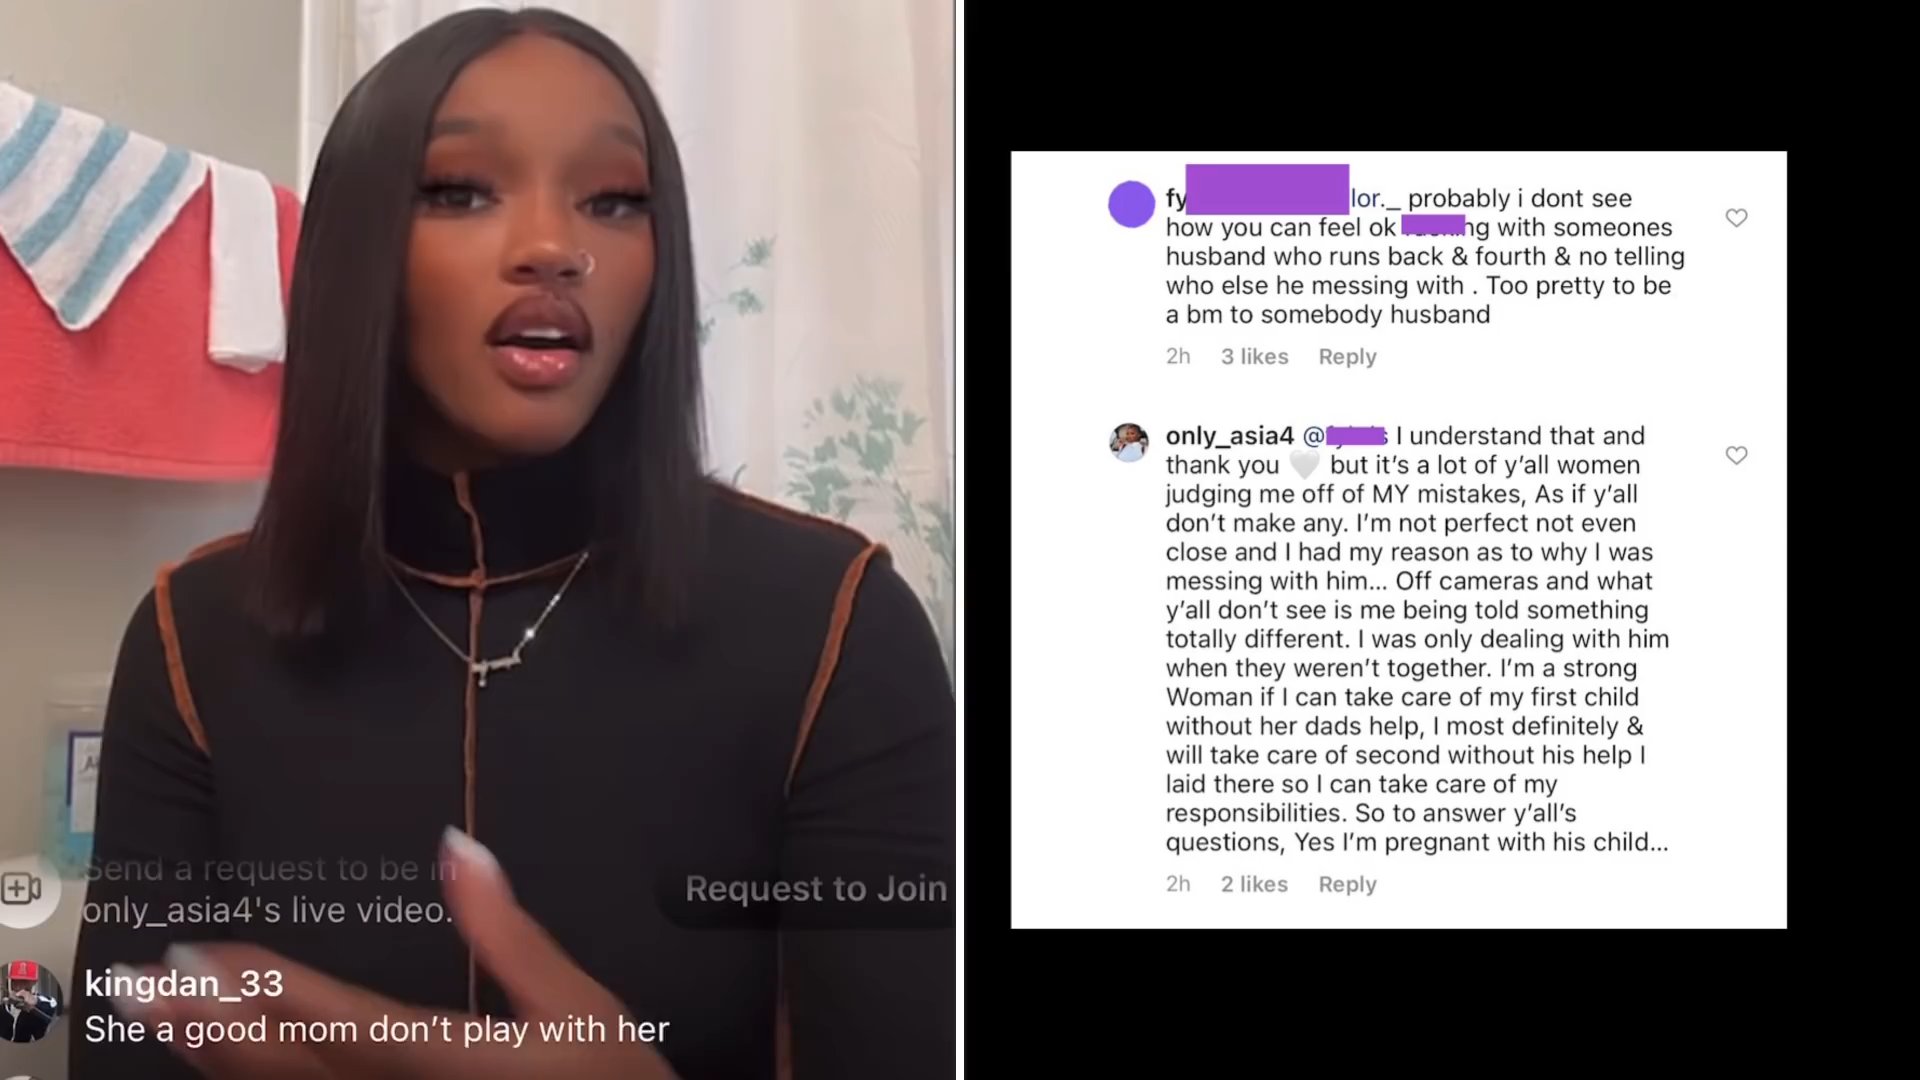 Send a request to be in
only_asia4's live video.
Request to Join
kingdan_33
She a good mom don't play with her
fy lor._ probably i dont see
how you can feel ok ng with someones
husband who runs back & fourth & no telling
who else he messing with . Too pretty to be
a bm to somebody husband
2h 3 likes Reply
only_asia4 @ s I understand that and
thank you 🤍 but it's a lot of y'all women
judging me off of MY mistakes, As if y'all
don't make any. I'm not perfect not even
close and I had my reason as to why I was
messing with him... Off cameras and what
y'all don't see is me being told something
totally different. I was only dealing with him
when they weren't together. I'm a strong
Woman if I can take care of my first child
without her dads help, I most definitely &
will take care of second without his help I
laid there so I can take care of my
responsibilities. So to answer y'all's
questions, Yes I'm pregnant with his child...
2h 2 likes Reply